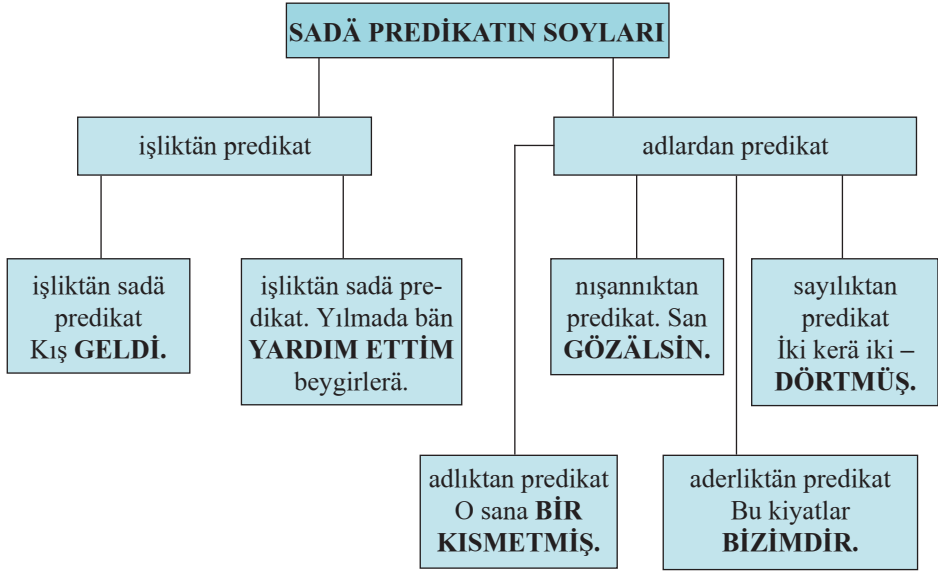 SADÄ PREDİKATIN SOYLARI
işliktän predikat
adlardan predikat
işliktän sadä
predikat
Kış GELDİ.
işliktän sadä pre-
dikat. Yılmada bän
YARDIM ETTİM
beygirlerä.
nışannıktan
predikat. San
GÖZÄLSİN.
sayılıktan
predikat
İki kerä iki –
DÖRTMÜŞ.
adlıktan predikat
O sana BİR
KISMETMİŞ.
aderliktän predikat
Bu kiyatlar
BİZİMDİR.